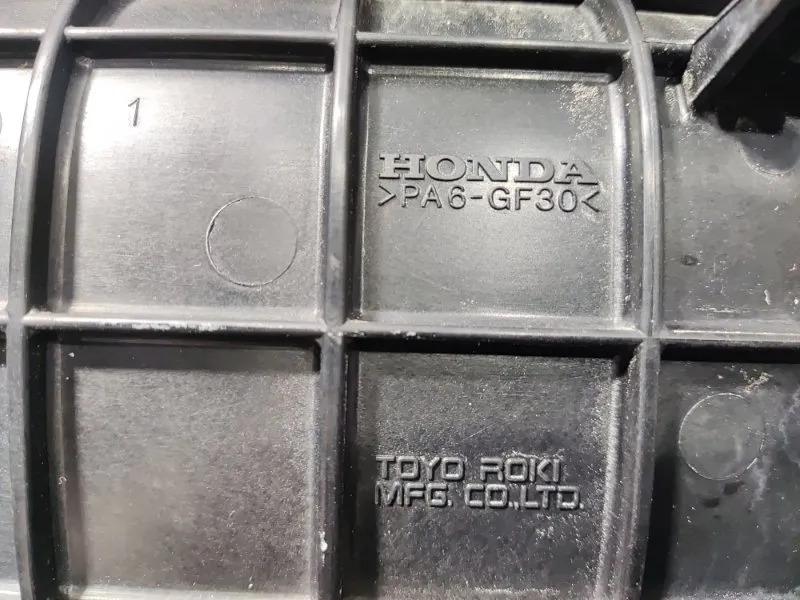 1
HONDA
>PA6-GF30<
TOYO ROKI
MFG. CO.,LTD.